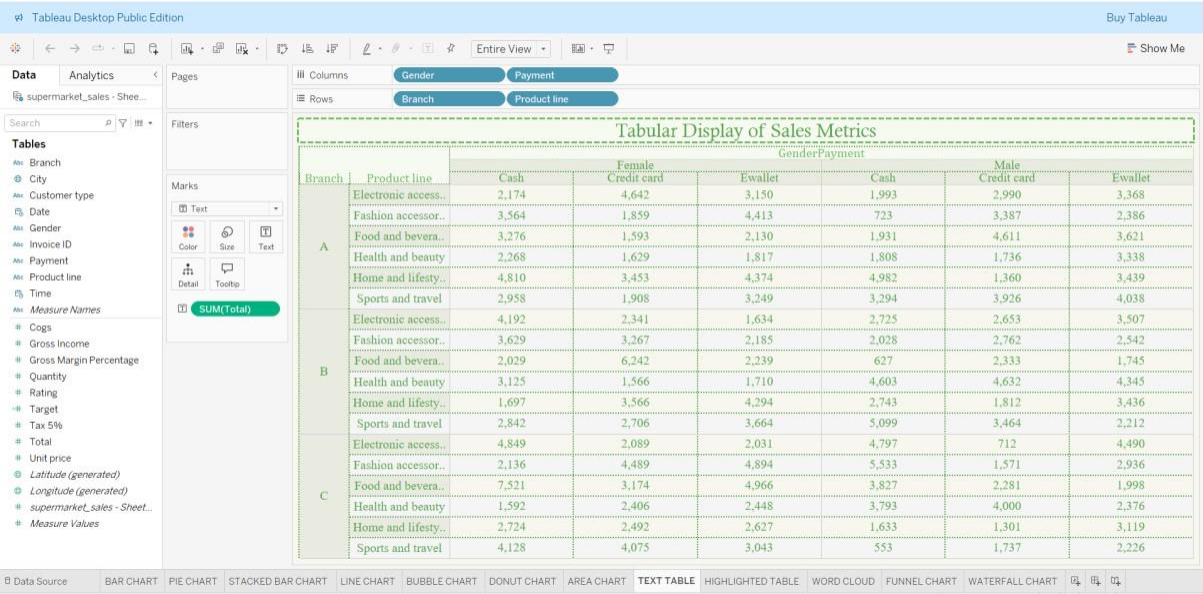 Tableau Desktop Public Edition
Buy Tableau
Entire View
Show Me
Data
Analytics
supermarket_sales - Shee...
Search
Tables
Abc Branch
City
Abc Customer type
Date
Abc Gender
Abc Invoice ID
Abc Payment
Abc Product line
Time
Abc Measure Names
# Cogs
# Gross Income
# Gross Margin Percentage
# Quantity
# Rating
=# Target
# Tax 5%
# Total
# Unit price
Latitude (generated)
Longitude (generated)
# supermarket_sales - Sheet...
# Measure Values
Pages
Filters
Marks
Text
Color Size Text
Detail Tooltip
SUM(Total)
Columns Gender Payment
Rows Branch Product line
Tabular Display of Sales Metrics
GenderPayment
Female Male
Branch Product line Cash Credit card Ewallet Cash Credit card Ewallet
A
Electronic access.. 2,174 4,642 3,150 1,993 2,990 3,368
Fashion accessor.. 3,564 1,859 4,413 723 3,387 2,386
Food and bevera.. 3,276 1,593 2,130 1,931 4,611 3,621
Health and beauty 2,268 1,629 1,817 1,808 1,736 3,338
Home and lifesty.. 4,810 3,453 4,374 4,982 1,360 3,439
Sports and travel 2,958 1,908 3,249 3,294 3,926 4,038
B
Electronic access.. 4,192 2,341 1,634 2,725 2,653 3,507
Fashion accessor.. 3,629 3,267 2,185 2,028 2,762 2,542
Food and bevera.. 2,029 6,242 2,239 627 2,333 1,745
Health and beauty 3,125 1,566 1,710 4,603 4,632 4,345
Home and lifesty.. 1,697 3,566 4,294 2,743 1,812 3,436
Sports and travel 2,842 2,706 3,664 5,099 3,464 2,212
C
Electronic access.. 4,849 2,089 2,031 4,797 712 4,490
Fashion accessor.. 2,136 4,489 4,894 5,533 1,571 2,936
Food and bevera.. 7,521 3,174 4,966 3,827 2,281 1,998
Health and beauty 1,592 2,406 2,448 3,793 4,000 2,376
Home and lifesty.. 2,724 2,492 2,627 1,633 1,301 3,119
Sports and travel 4,128 4,075 3,043 553 1,737 2,226
Data Source BAR CHART PIE CHART STACKED BAR CHART LINE CHART BUBBLE CHART DONUT CHART AREA CHART TEXT TABLE HIGHLIGHTED TABLE WORD CLOUD FUNNEL CHART WATERFALL CHART